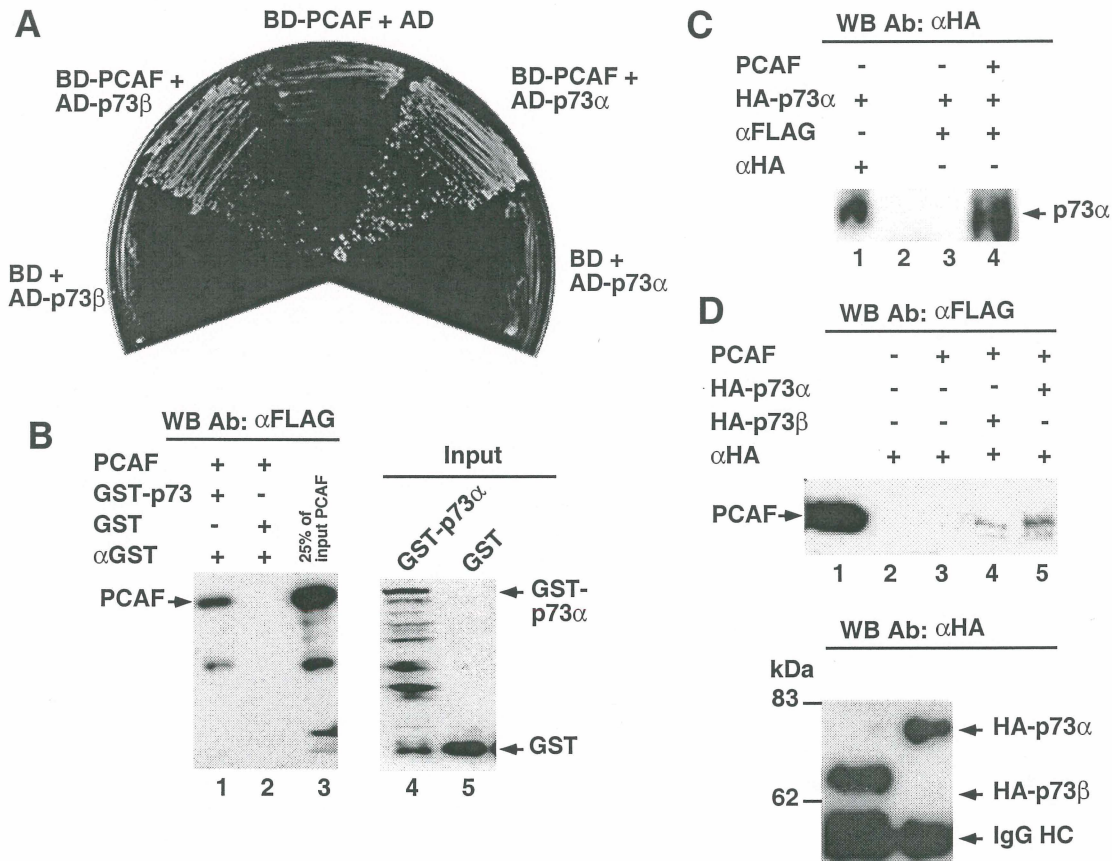 A
BD-PCAF + AD
BD-PCAF +
AD-p73β
BD-PCAF +
AD-p73α
BD +
AD-p73β
BD +
AD-p73α
B
WB Ab: αFLAG
PCAF + +
GST-p73 + -
GST - +
αGST + +
25% of
input PCAF
PCAF
1 2 3
Input
GST-p73α
GST
GST-
p73α
GST
4 5
C
WB Ab: αHA
PCAF - - +
HA-p73α + + +
αFLAG - + +
αHA + - -
p73α
1 2 3 4
D
WB Ab: αFLAG
PCAF - + + +
HA-p73α - - - +
HA-p73β - - + -
αHA + + + +
PCAF
1 2 3 4 5
WB Ab: αHA
kDa
83
62
HA-p73α
HA-p73β
IgG HC